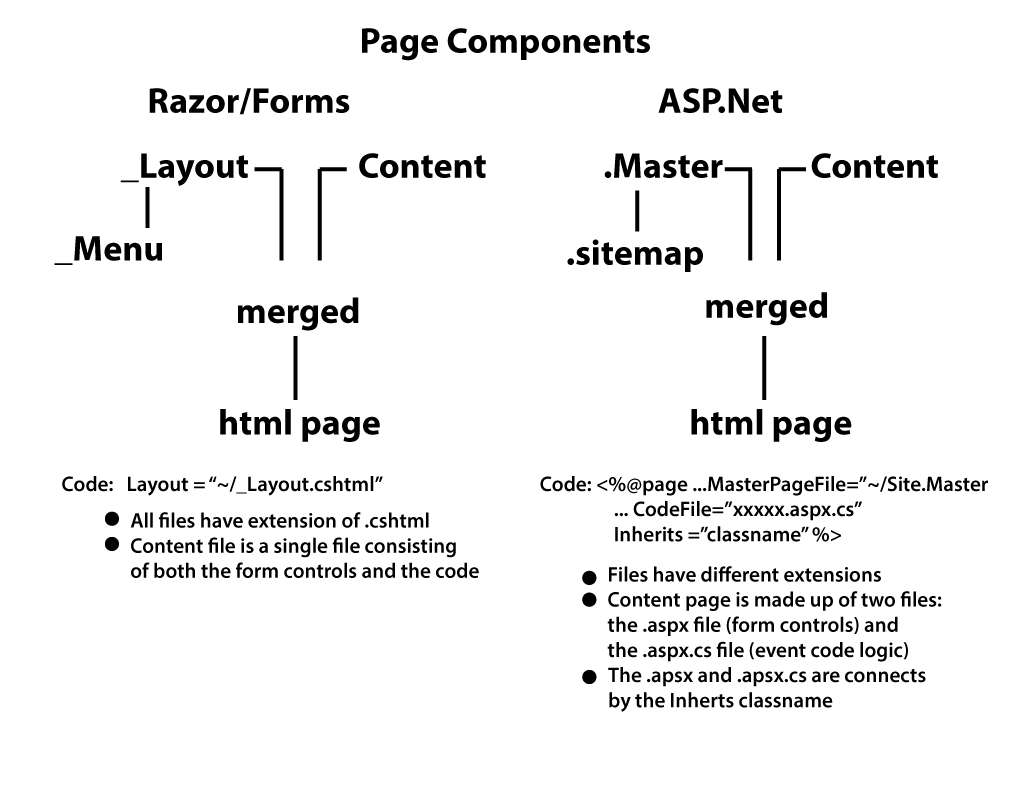 Page Components
Razor/Forms
_Layout
Content
_Menu
merged
html page
Code: Layout = “~/_Layout.cshtml”
● All files have extension of .cshtml
● Content file is a single file consisting
of both the form controls and the code
ASP.Net
.Master
Content
.sitemap
merged
html page
Code: <%@page ...MasterPageFile=”~/Site.Master
... CodeFile=”xxxxx.aspx.cs”
Inherits =”classname” %>
● Files have different extensions
● Content page is made up of two files:
the .aspx file (form controls) and
the .aspx.cs file (event code logic)
● The .apsx and .apsx.cs are connects
by the Inherts classname